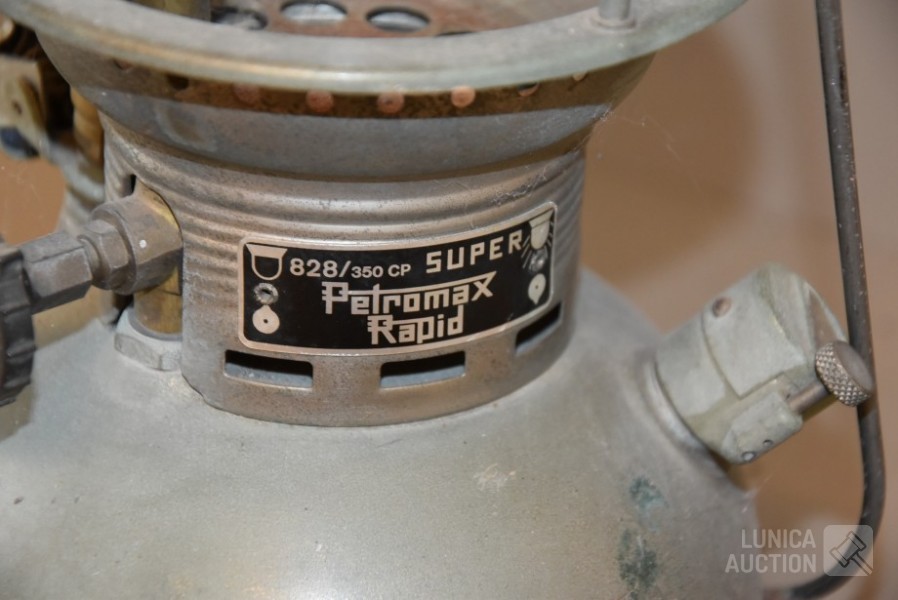 828/350 CP SUPER
Petromax
Rapid
LUNICA
AUCTION